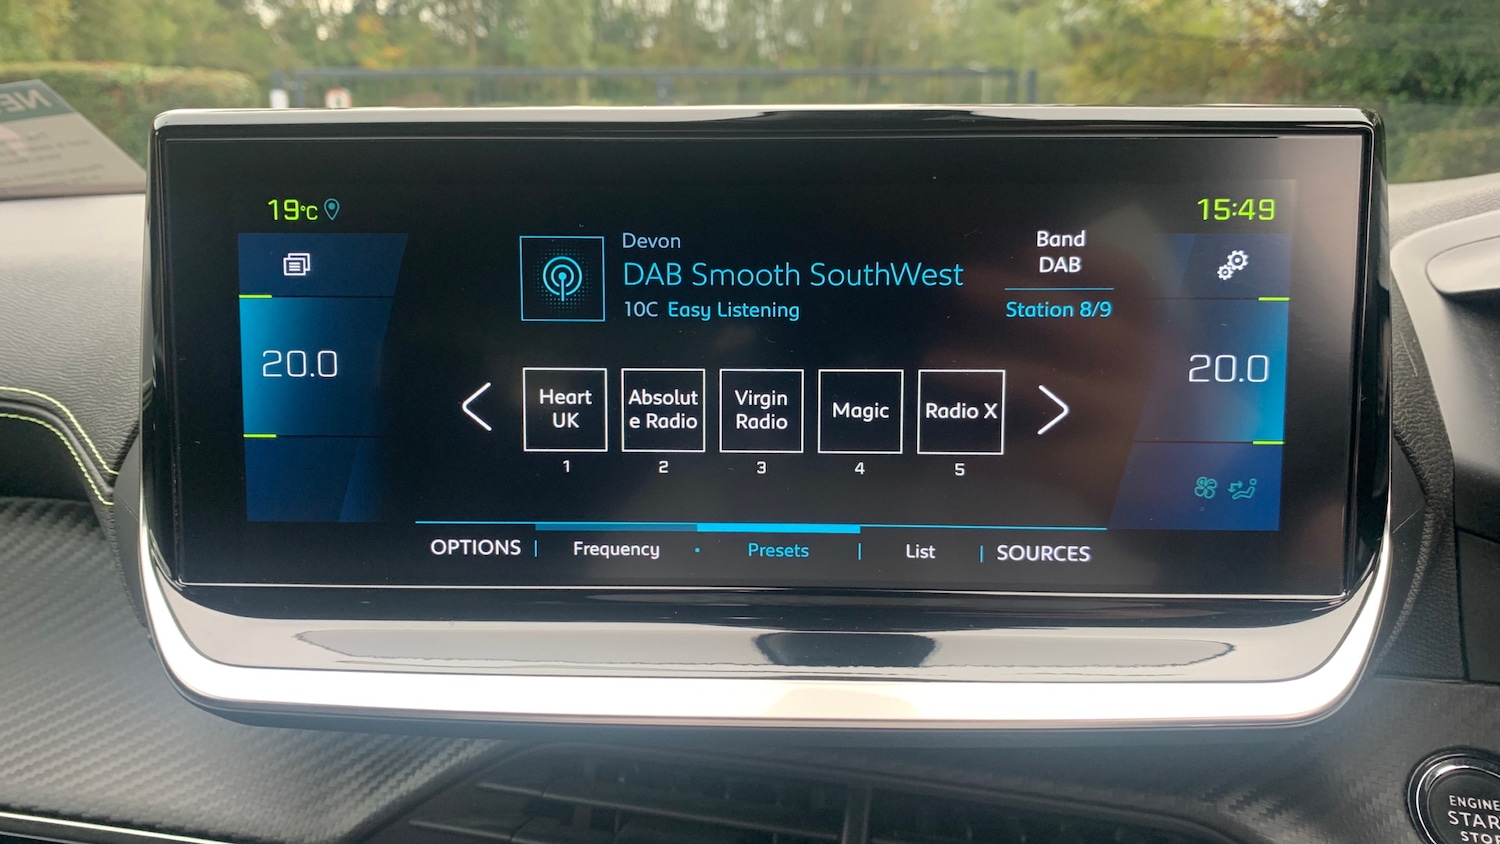 19°C
15:49
Devon
DAB Smooth SouthWest
10C Easy Listening
Band
DAB
Station 8/9
20.0
20.0
Heart
UK
Absolut
e Radio
Virgin
Radio
Magic
Radio X
1
2
3
4
5
OPTIONS
Frequency
Presets
List
SOURCES
ENGINE
STAR
STO